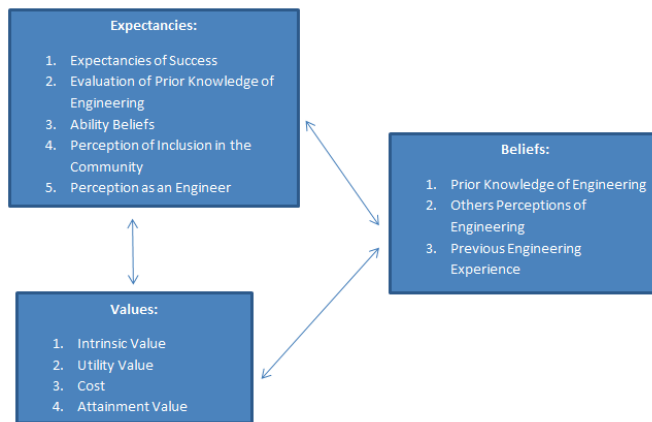 Expectancies:
1. Expectancies of Success
2. Evaluation of Prior Knowledge of
Engineering
3. Ability Beliefs
4. Perception of Inclusion in the
Community
5. Perception as an Engineer
Beliefs:
1. Prior Knowledge of Engineering
2. Others Perceptions of
Engineering
3. Previous Engineering
Experience
Values:
1. Intrinsic Value
2. Utility Value
3. Cost
4. Attainment Value